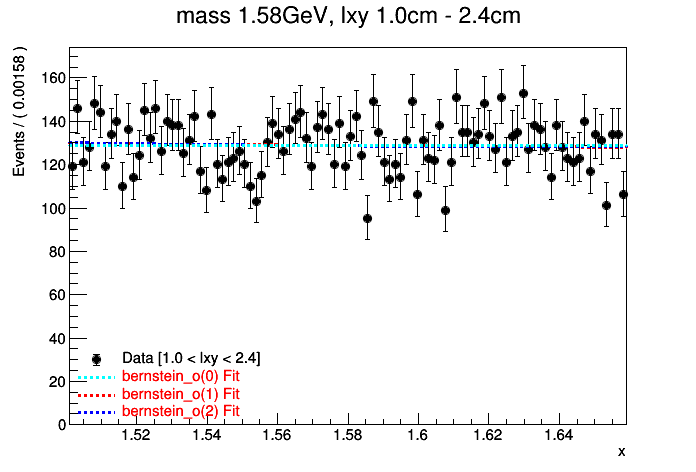 mass 1.58GeV, lxy 1.0cm - 2.4cm
Events / ( 0.00158 )
160
140
120
100
80
60
40
20
0
Data [1.0 < lxy < 2.4]
bernstein_o(0) Fit
bernstein_o(1) Fit
bernstein_o(2) Fit
1.52 1.54 1.56 1.58 1.6 1.62 1.64
x